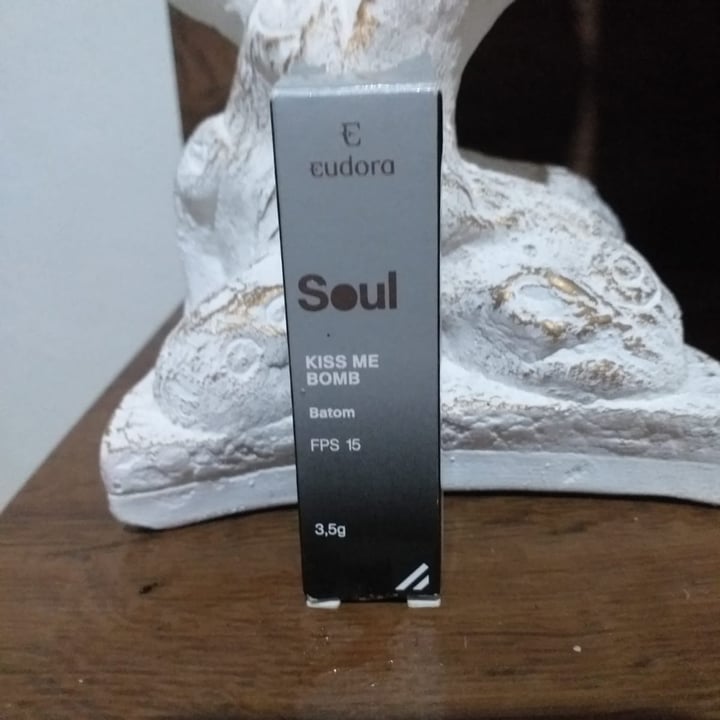 E
eudora
Soul
KISS ME
BOMB
Batom
FPS 15
3,5g